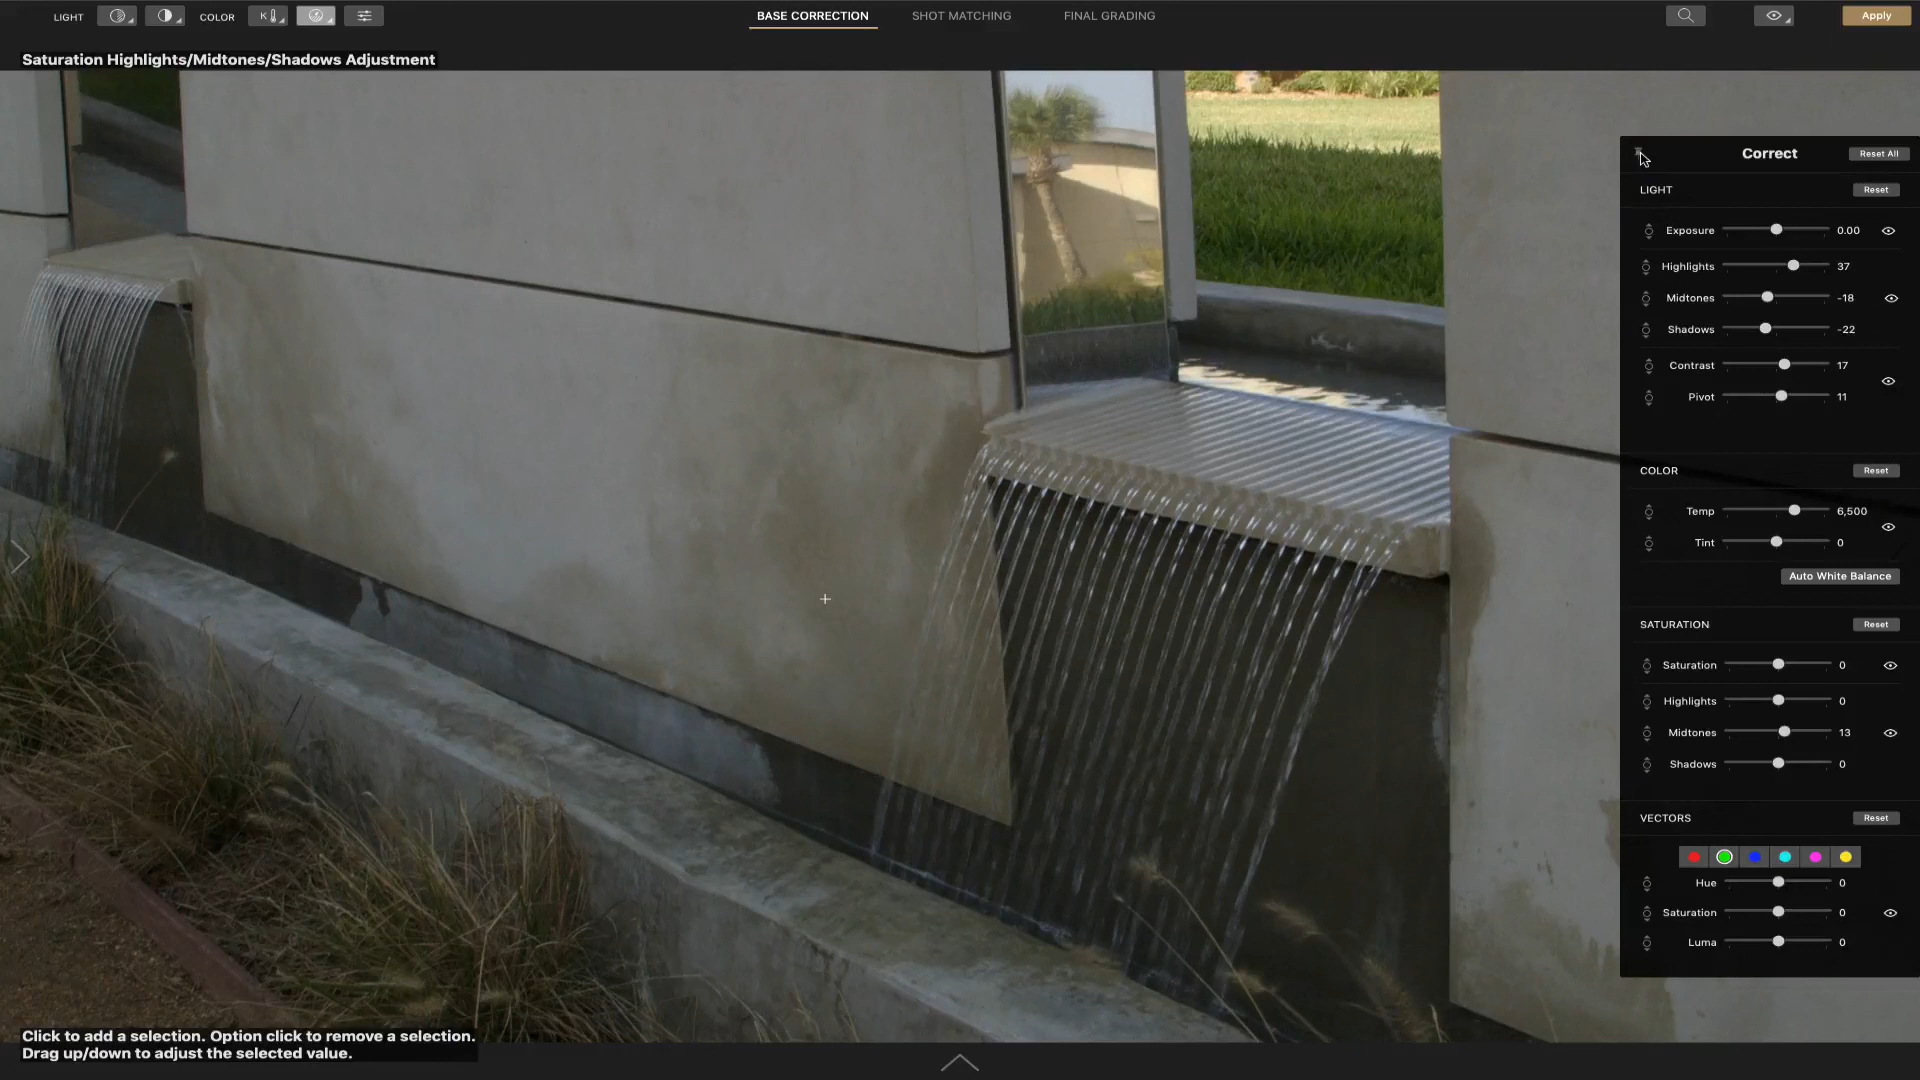 LIGHT
COLOR
K
BASE CORRECTION
SHOT MATCHING
FINAL GRADING
Apply
Saturation Highlights/Midtones/Shadows Adjustment
Correct
Reset All
LIGHT
Reset
Exposure 0.00
Highlights 37
Midtones -18
Shadows -22
Contrast 17
Pivot 11
COLOR
Reset
Temp 6,500
Tint 0
Auto White Balance
SATURATION
Reset
Saturation 0
Highlights 0
Midtones 13
Shadows 0
VECTORS
Reset
Hue 0
Saturation 0
Luma 0
Click to add a selection. Option click to remove a selection.
Drag up/down to adjust the selected value.